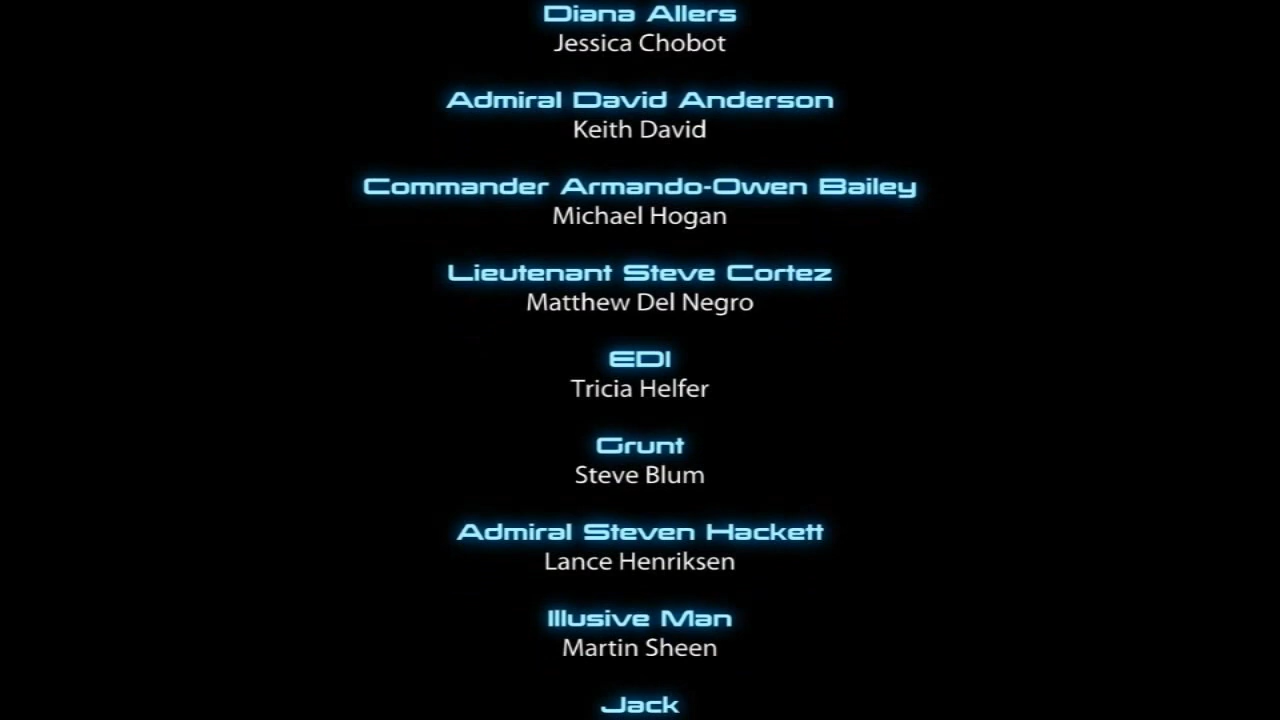 Diana Allers
Jessica Chobot
Admiral David Anderson
Keith David
Commander Armando-Owen Bailey
Michael Hogan
Lieutenant Steve Cortez
Matthew Del Negro
EDI
Tricia Helfer
Grunt
Steve Blum
Admiral Steven Hackett
Lance Henriksen
Illusive Man
Martin Sheen
Jack